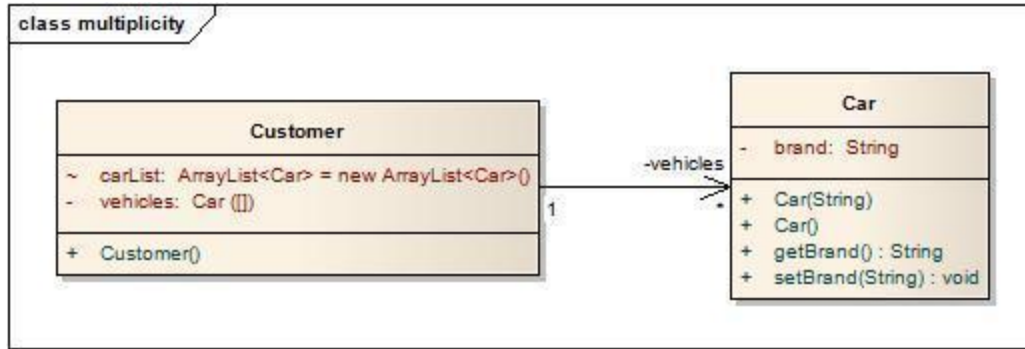 class multiplicity
Customer
~ carList: ArrayList<Car> = new ArrayList<Car>()
- vehicles: Car ([])
+ Customer()
-vehicles
1
*
Car
- brand: String
+ Car(String)
+ Car()
+ getBrand() : String
+ setBrand(String) : void